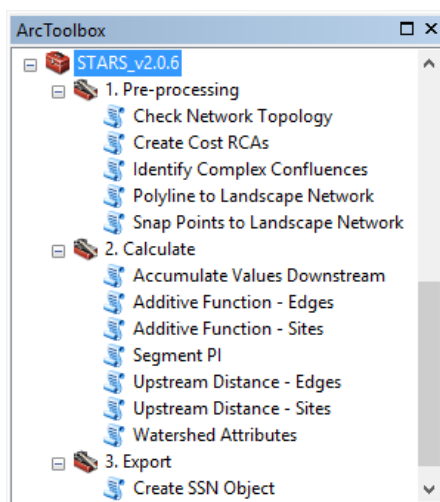 ArcToolbox
STARS_v2.0.6
1. Pre-processing
Check Network Topology
Create Cost RCAs
Identify Complex Confluences
Polyline to Landscape Network
Snap Points to Landscape Network
2. Calculate
Accumulate Values Downstream
Additive Function - Edges
Additive Function - Sites
Segment PI
Upstream Distance - Edges
Upstream Distance - Sites
Watershed Attributes
3. Export
Create SSN Object